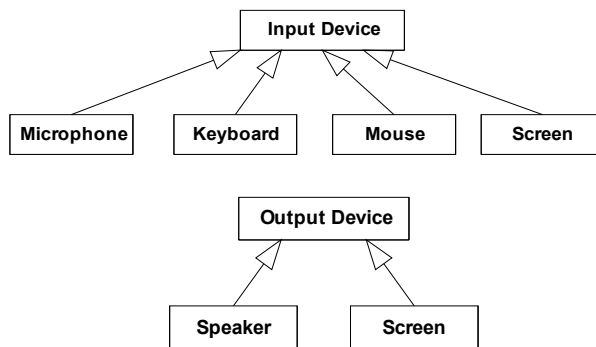 Input Device
Microphone
Keyboard
Mouse
Screen
Output Device
Speaker
Screen